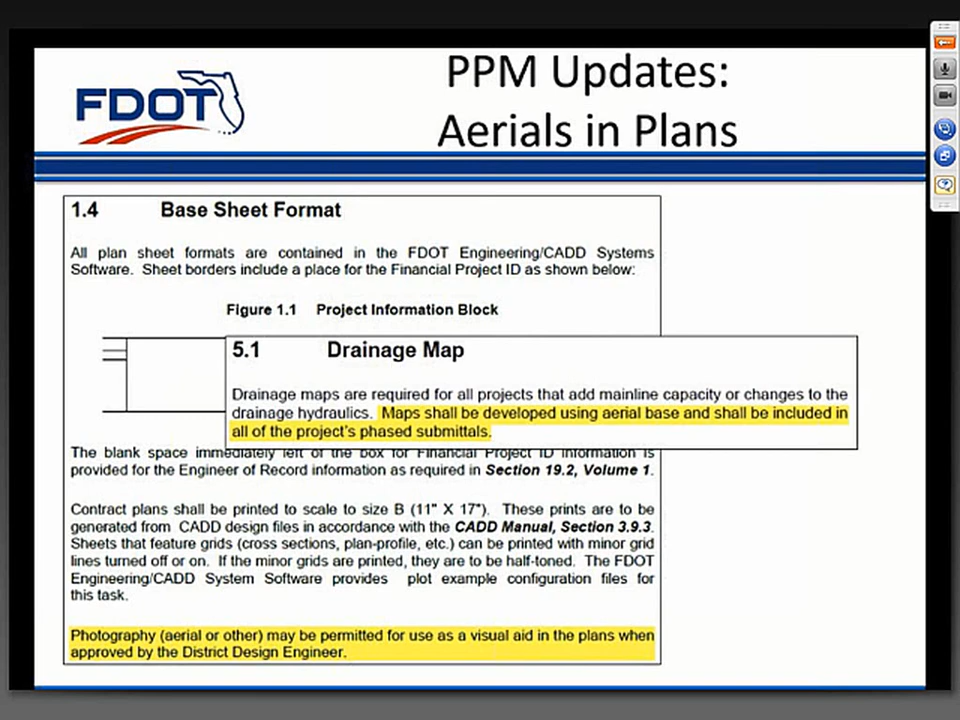 FDOT
PPM Updates:
Aerials in Plans
1.4 Base Sheet Format
All plan sheet formats are contained in the FDOT Engineering/CADD Systems
Software. Sheet borders include a place for the Financial Project ID as shown below:
Figure 1.1 Project Information Block
5.1 Drainage Map
Drainage maps are required for all projects that add mainline capacity or changes to the
drainage hydraulics. Maps shall be developed using aerial base and shall be included in
all of the project's phased submittals.
The blank space immediately left of the box for Financial Project ID information is
provided for the Engineer of Record information as required in Section 19.2, Volume 1.
Contract plans shall be printed to scale to size B (11" X 17"). These prints are to be
generated from CADD design files in accordance with the CADD Manual, Section 3.9.3.
Sheets that feature grids (cross sections, plan-profile, etc.) can be printed with minor grid
lines turned off or on. If the minor grids are printed, they are to be half-toned. The FDOT
Engineering/CADD System Software provides plot example configuration files for
this task.
Photography (aerial or other) may be permitted for use as a visual aid in the plans when
approved by the District Design Engineer.